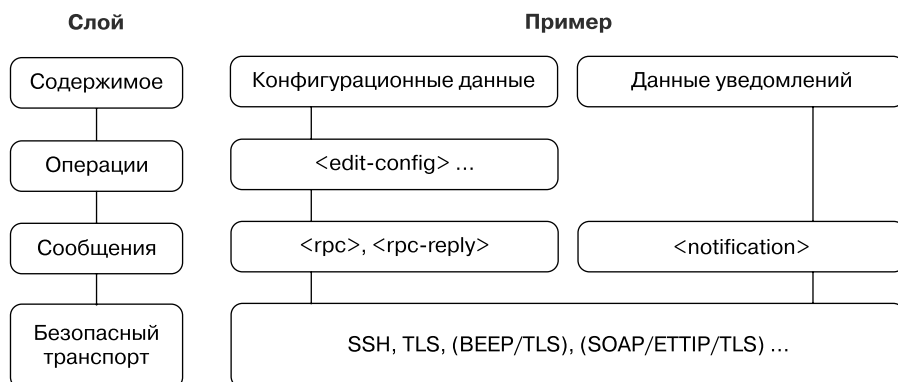 Слой Пример
Содержимое Конфигурационные данные Данные уведомлений
Операции <edit-config> ...
Сообщения <rpc>, <rpc-reply> <notification>
Безопасный
транспорт SSH, TLS, (BEEP/TLS), (SOAP/ETTIP/TLS) ...